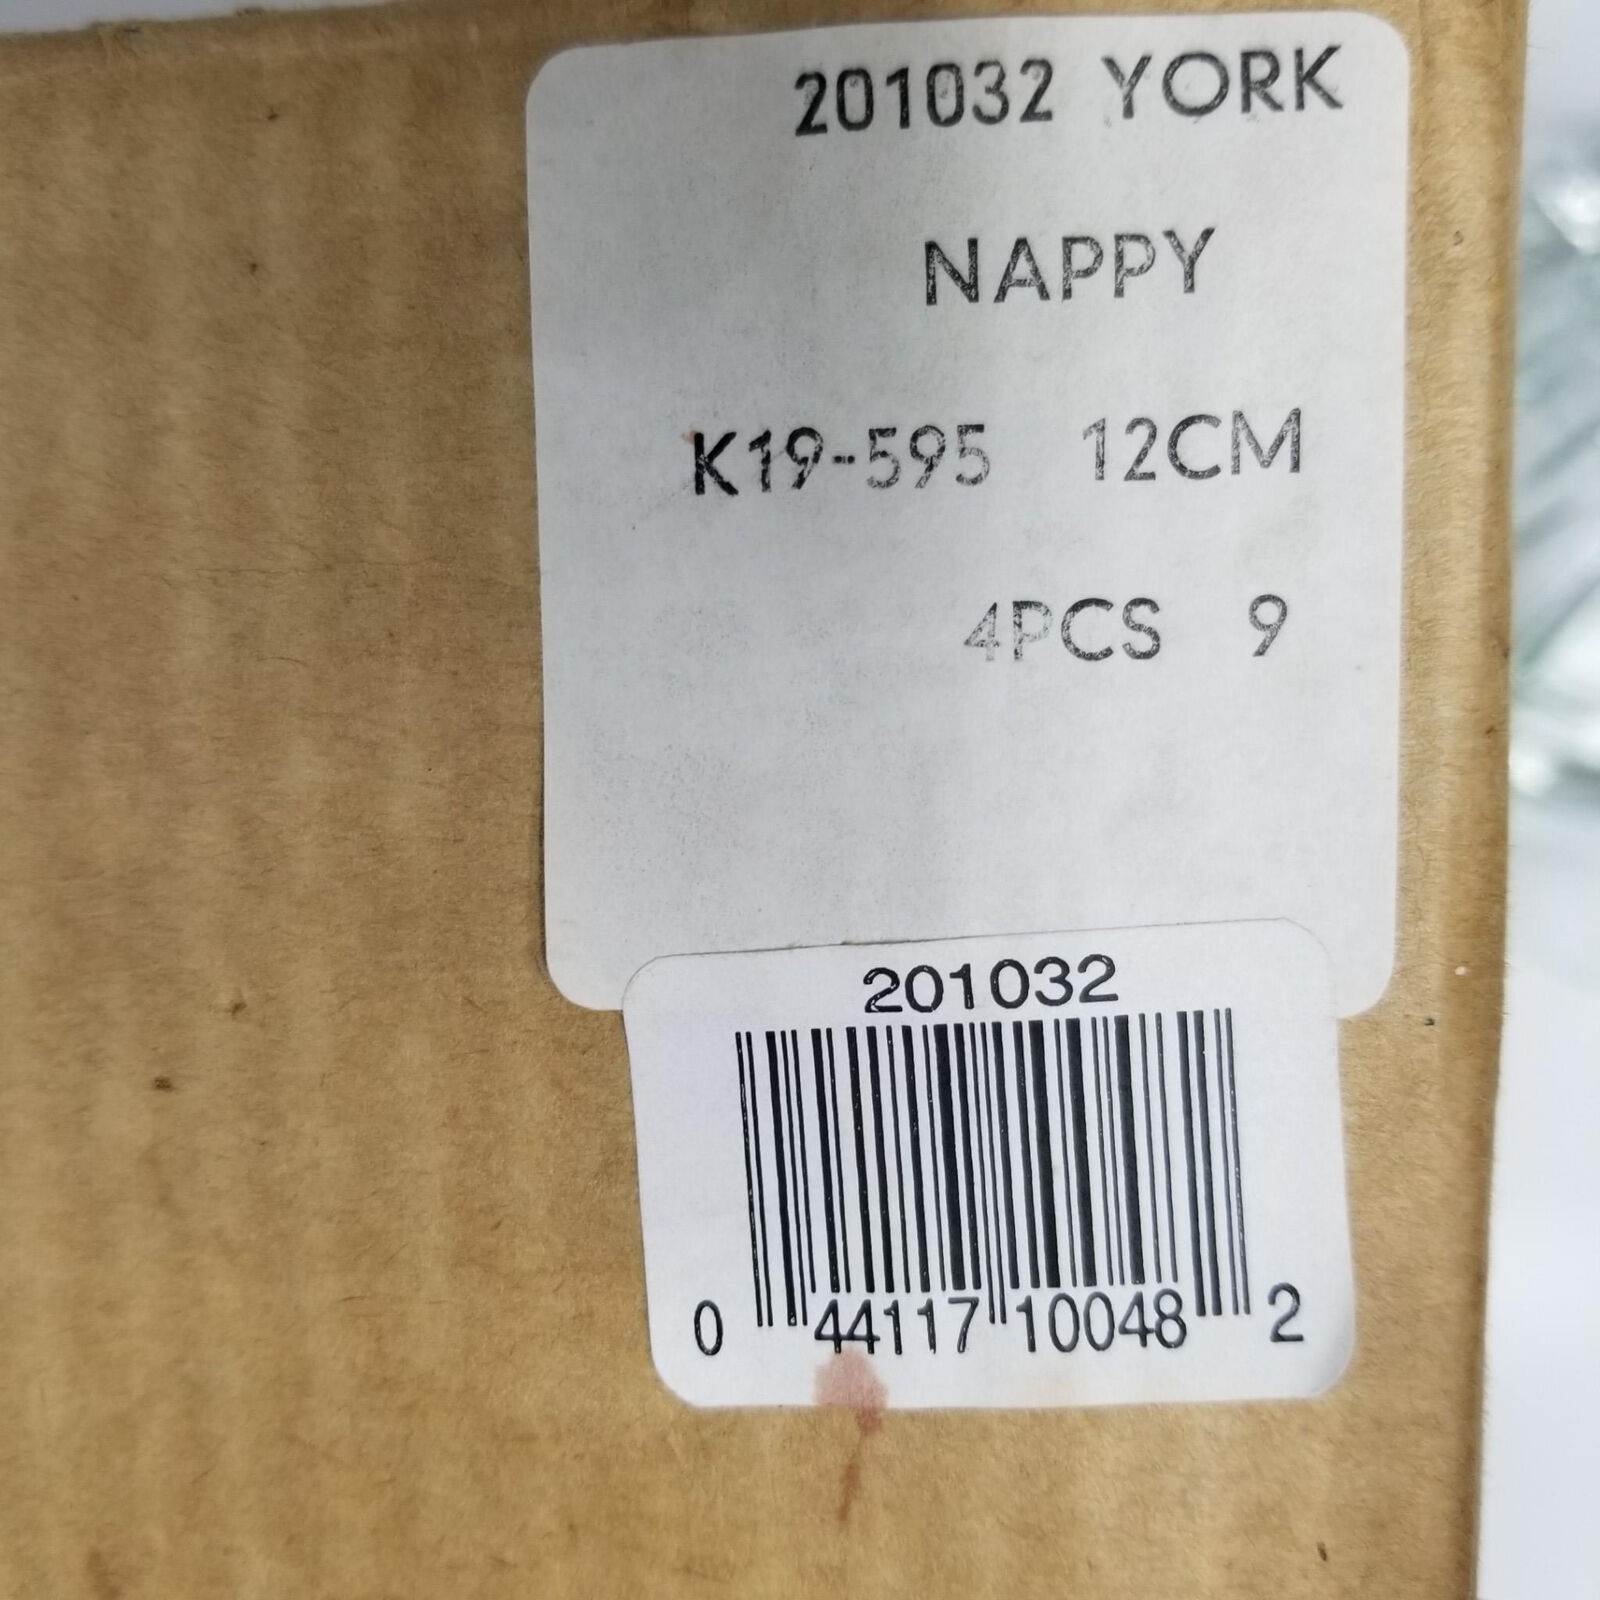 201032 YORK
NAPPY
K19-595 12CM
4PCS 9
201032
0 44117 10048 2